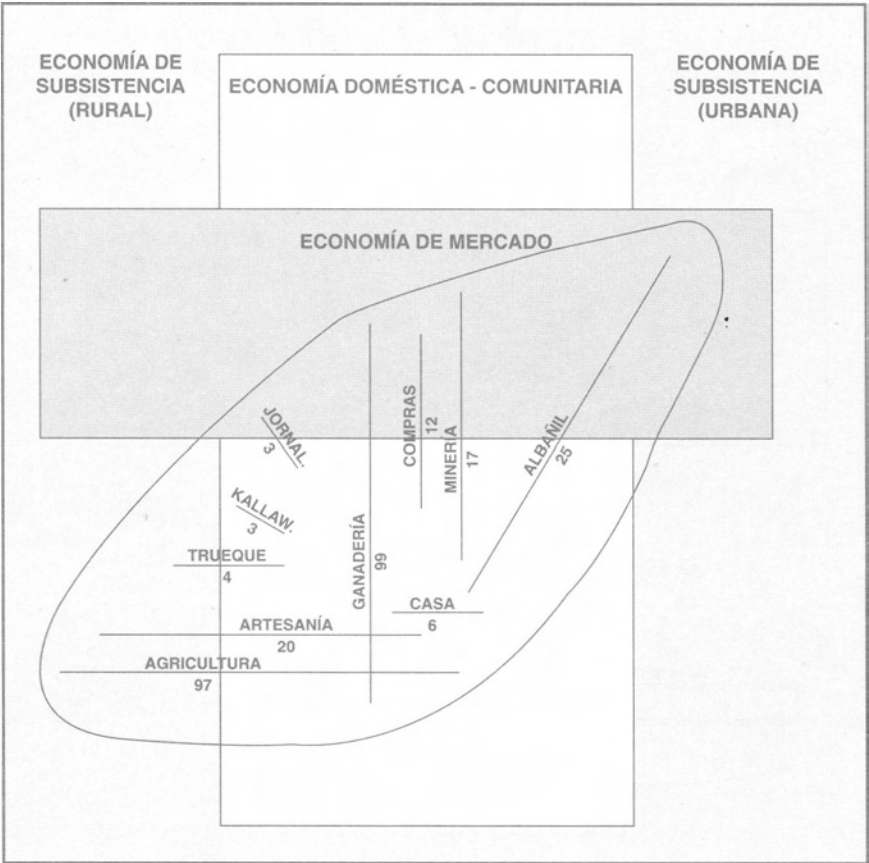 ECONOMÍA DE
SUBSISTENCIA
(RURAL)
ECONOMÍA DOMÉSTICA - COMUNITARIA
ECONOMÍA DE
SUBSISTENCIA
(URBANA)
ECONOMÍA DE MERCADO
JORNAL.
3
KALLAW.
3
TRUEQUE
4
ARTESANÍA
20
AGRICULTURA
97
GANADERÍA
99
COMPRAS
12
MINERÍA
17
ALBAÑIL
25
CASA
6